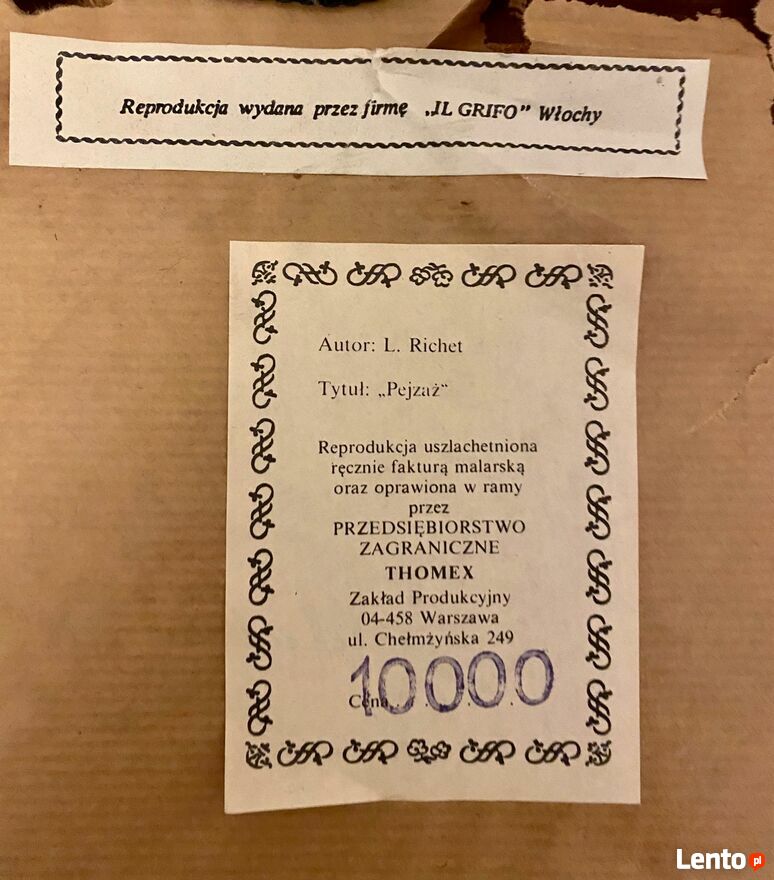 Reprodukcja wydana przez firmę „IL GRIFO" Włochy
Autor: L. Richet
Tytuł: „Pejzaż“
Reprodukcja uszlachetniona
ręcznie fakturą malarską
oraz oprawiona w ramy
przez
PRZEDSIĘBIORSTWO
ZAGRANICZNE
THOMEX
Zakład Produkcyjny
04-458 Warszawa
ul. Chełmżyńska 249
10000
Cena
Lento.pl